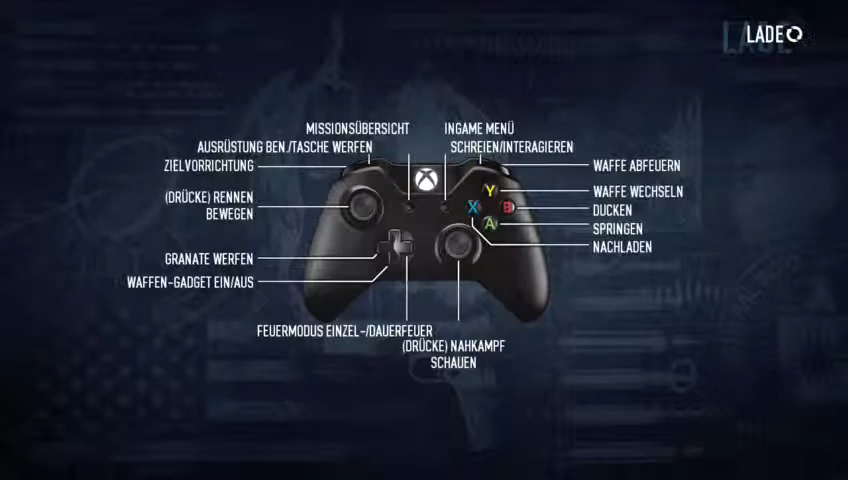 LADE
MISSIONSÜBERSICHT
INGAME MENÜ
AUSRÜSTUNG BEN./TASCHE WERFEN
SCHREIEN/INTERAGIEREN
ZIELVORRICHTUNG
WAFFE ABFEUERN
(DRÜCKE) RENNEN
BEWEGEN
Y
WAFFE WECHSELN
X
B
DUCKEN
A
SPRINGEN
NACHLADEN
GRANATE WERFEN
WAFFEN-GADGET EIN/AUS
FEUERMODUS EINZEL-/DAUERFEUER
(DRÜCKE) NAHKAMPF
SCHAUEN